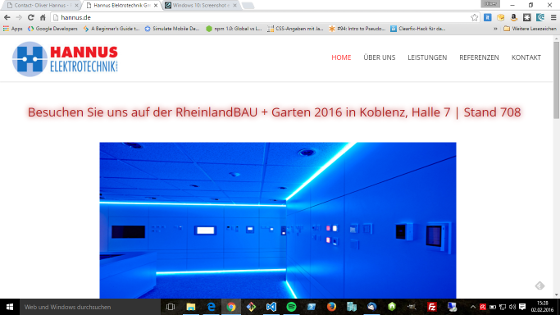 Contact- Oliver Hannus
Hannus Elektrotechnik G
Windows 10: Screenshot
hannus.de
Apps
Google Developers
A Beginner's Guide t...
Simulate Mobile De...
npm 1.0: Global vs L...
CSS-Angaben mit Ja...
#94: Intro to Pseudo...
Clearfix Hack für die...
Weitere Lesezeichen
HANNUS
ELEKTROTECHNIK
HOME
ÜBER UNS
LEISTUNGEN
REFERENZEN
KONTAKT
Besuchen Sie uns auf der RheinlandBAU + Garten 2016 in Koblenz, Halle 7 | Stand 708
Web und Windows durchsuchen
15:28
02.02.2016